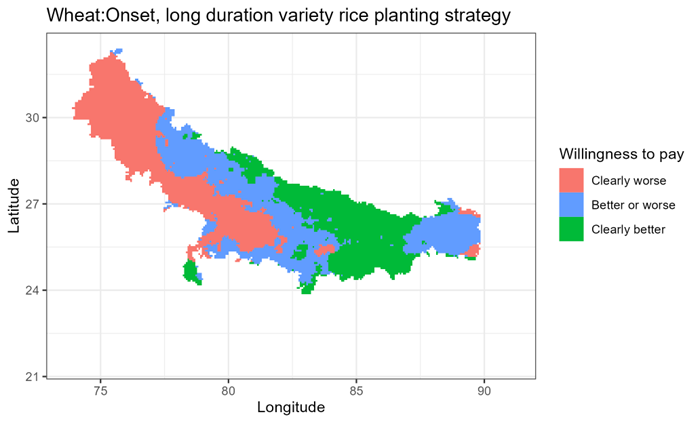 Wheat:Onset, long duration variety rice planting strategy
30
27
24
21
Latitude
75
80
85
90
Longitude
Willingness to pay
Clearly worse
Better or worse
Clearly better